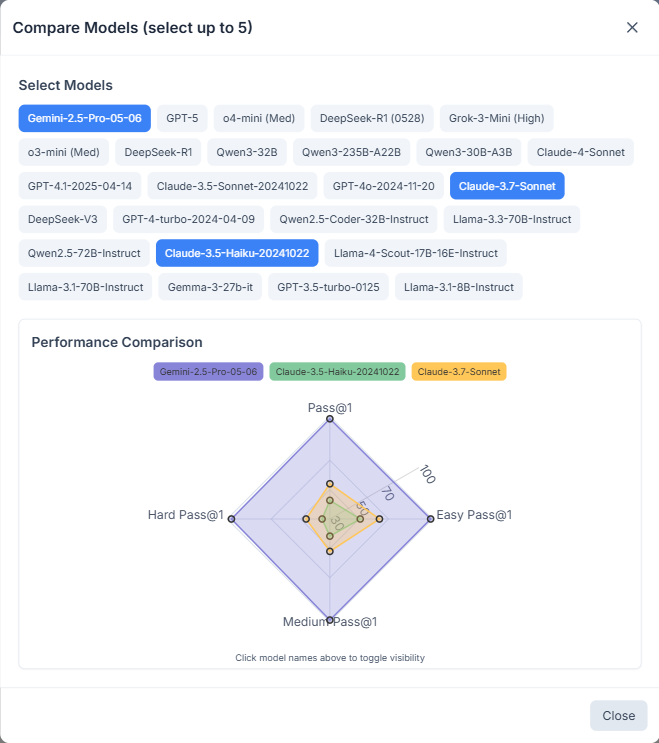 Compare Models (select up to 5)
Select Models
Gemini-2.5-Pro-05-06 GPT-5 o4-mini (Med) DeepSeek-R1 (0528) Grok-3-Mini (High)
o3-mini (Med) DeepSeek-R1 Qwen3-32B Qwen3-235B-A22B Qwen3-30B-A3B Claude-4-Sonnet
GPT-4.1-2025-04-14 Claude-3.5-Sonnet-20241022 GPT-4o-2024-11-20 Claude-3.7-Sonnet
DeepSeek-V3 GPT-4-turbo-2024-04-09 Qwen2.5-Coder-32B-Instruct Llama-3.3-70B-Instruct
Qwen2.5-72B-Instruct Claude-3.5-Haiku-20241022 Llama-4-Scout-17B-16E-Instruct
Llama-3.1-70B-Instruct Gemma-3-27b-it GPT-3.5-turbo-0125 Llama-3.1-8B-Instruct
Performance Comparison
Gemini-2.5-Pro-05-06 Claude-3.5-Haiku-20241022 Claude-3.7-Sonnet
Pass@1
100
70
50
30
Hard Pass@1 Easy Pass@1
Medium Pass@1
Click model names above to toggle visibility
Close